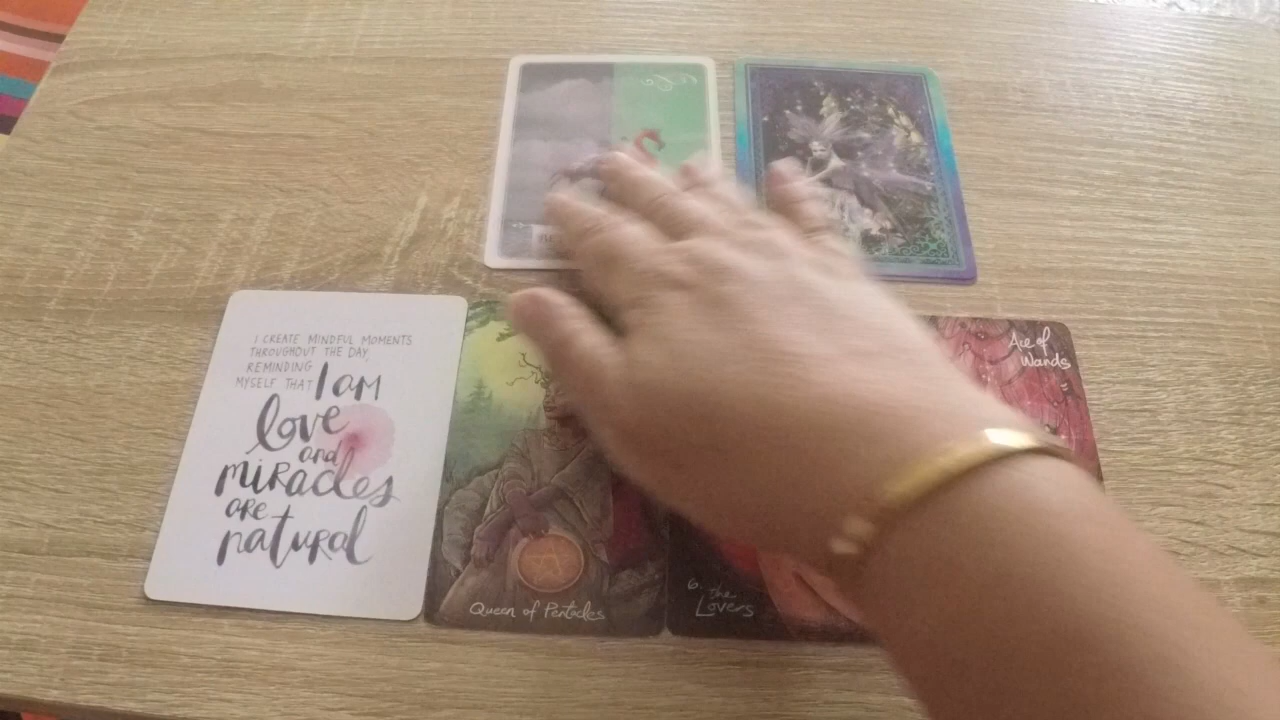 I CREATE MINDFUL MOMENTS
THROUGHOUT THE DAY,
REMINDING
MYSELF THAT I AM
love
and
miracles
are
natural
Queen of Pentacles
6. the
Lovers
Ace of
Wands